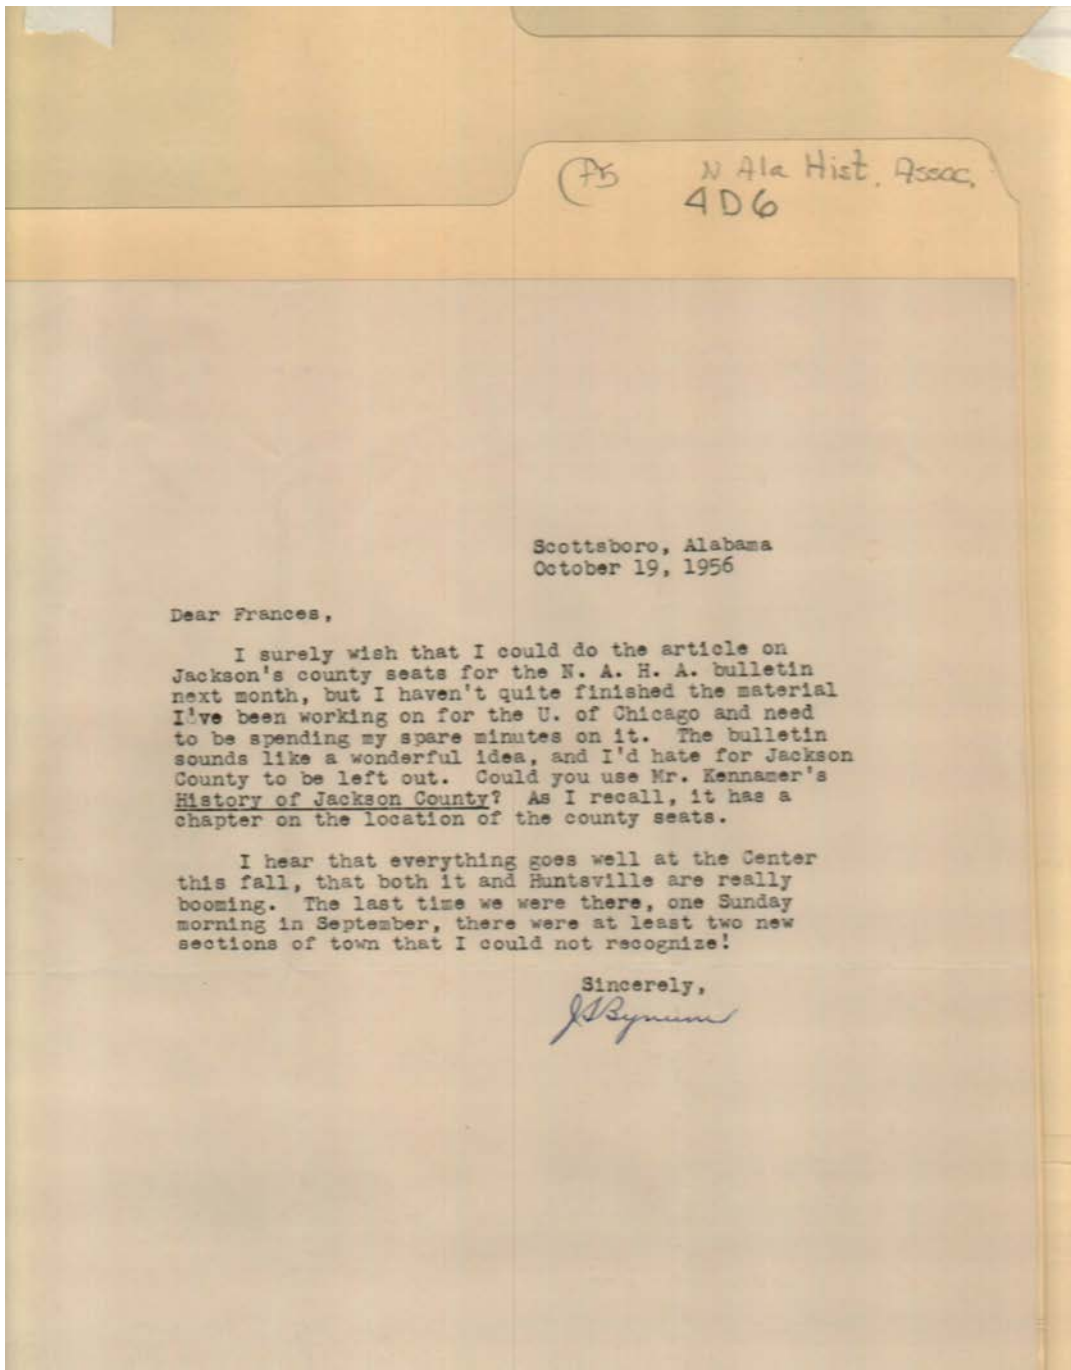 N Ala Hist. Assoc.
4D6
Scottsboro, Alabama
October 19, 1956
Dear Frances,
I surely wish that I could do the article on
Jackson's county seats for the N. A. H. A. bulletin
next month, but I haven't quite finished the material
I've been working on for the U. of Chicago and need
to be spending my spare minutes on it. The bulletin
sounds like a wonderful idea, and I'd hate for Jackson
County to be left out. Could you use Mr. Kennamer's
History of Jackson County? As I recall, it has a
chapter on the location of the county seats.
I hear that everything goes well at the Center
this fall, that both it and Huntsville are really
booming. The last time we were there, one Sunday
morning in September, there were at least two new
sections of town that I could not recognize!
Sincerely,
Bynum